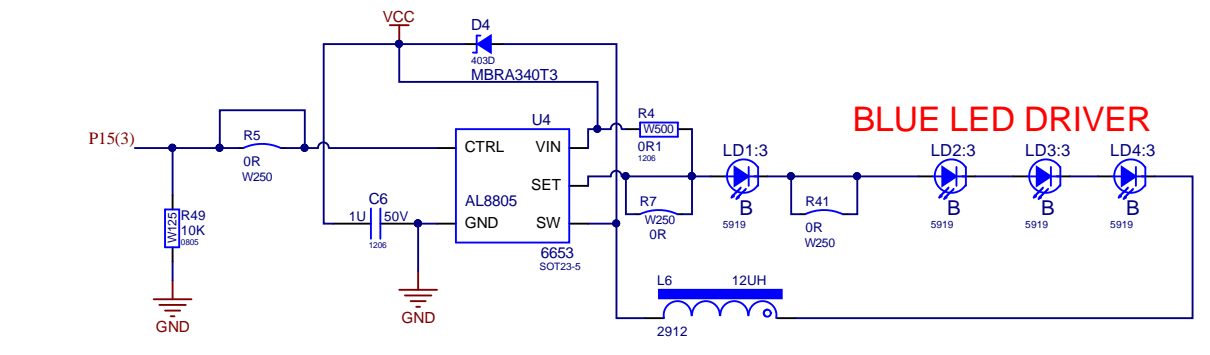 VCC
D4
403D
MBRA340T3
BLUE LED DRIVER
P15(3)
R5
0R
W250
U4
CTRL
VIN
SET
AL8805
GND
SW
6653
SOT23-5
R4
W500
0R1
1206
R7
W250
0R
LD1:3
B
5919
R41
0R
W250
LD2:3
B
5919
LD3:3
B
5919
LD4:3
B
5919
C6
1U
50V
1206
R49
W125
10K
0805
GND
GND
L6
12UH
2912